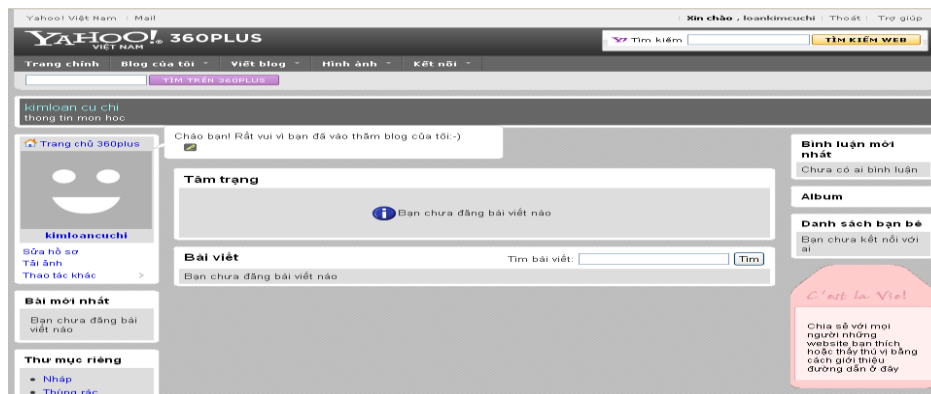 Yahoo! Việt Nam | Mail
Xin chào , loankimcuchi | Thoát | Trợ giúp
YAHOO! 360PLUS
VIỆT NAM
Y! Tìm kiếm
TÌM KIẾM WEB
Trang chính Blog của tôi Viết blog Hình ảnh Kết nối
TÌM TRÊN 360PLUS
kimloan cu chi
thong tin mon hoc
Trang chủ 360plus
kimloancuchi
Sửa hồ sơ
Tải ảnh
Thao tác khác >
Bài mới nhất
Bạn chưa đăng bài
viết nào
Thư mục riêng
Nháp
Thùng rác
Chào bạn! Rất vui vì bạn đã vào thăm blog của tôi:-)
Tâm trạng
Bạn chưa đăng bài viết nào
Bài viết
Tìm bài viết:
Tìm
Bạn chưa đăng bài viết nào
Bình luận mới
nhất
Chưa có ai bình luận
Album
Danh sách bạn bè
Bạn chưa kết nối với
ai
C'est la Vie!
Chia sẻ với mọi
người những
website bạn thích
hoặc thấy thú vị bằng
cách giới thiệu
đường dẫn ở đây